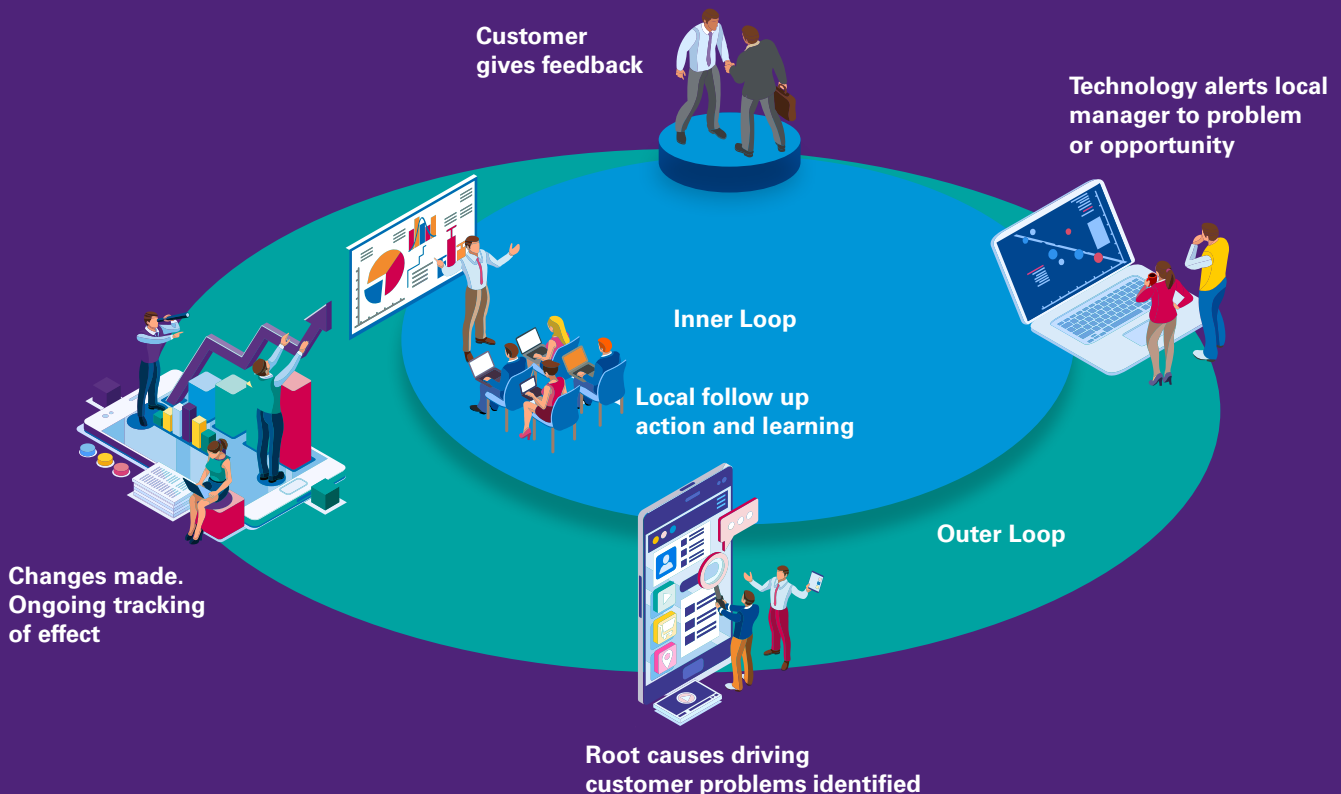 Customer
gives feedback
Technology alerts local
manager to problem
or opportunity
Inner Loop
Local follow up
action and learning
Outer Loop
Changes made.
Ongoing tracking
of effect
Root causes driving
customer problems identified